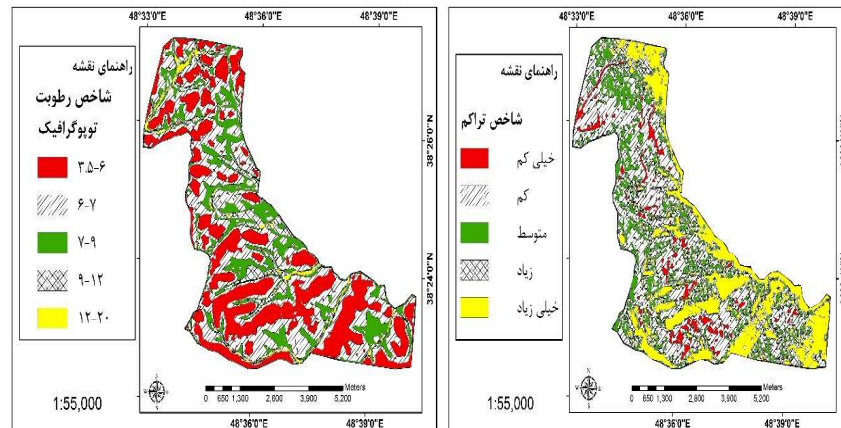 48°33'0"E 48°36'0"E 48°39'0"E
راهنمای نقشه
شاخص رطوبت
توپوگرافیک
۳.۵-۶
۶-۷
۷-۹
۹-۱۲
۱۲-۲۰
38°26'0"N
38°24'0"N
1:55,000
Meters
0 650 1,300 2,600 3,900 5,200
48°36'0"E 48°39'0"E
48°33'0"E 48°36'0"E 48°39'0"E
راهنمای نقشه
شاخص تراکم
خیلی کم
کم
متوسط
زیاد
خیلی زیاد
1:55,000
Meters
0 650 1,300 2,600 3,900 5,200
48°36'0"E 48°39'0"E